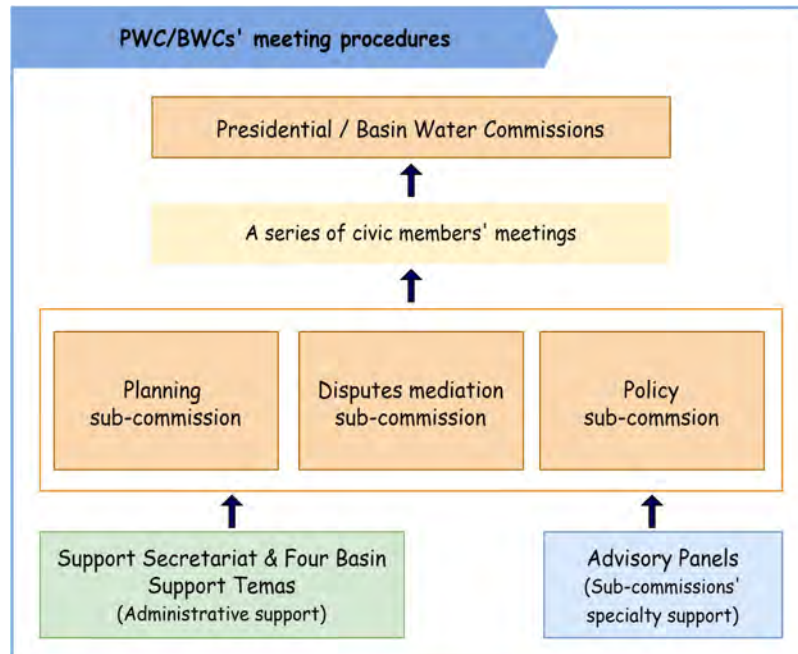 PWC/BWCs' meeting procedures
Presidential / Basin Water Commissions
A series of civic members' meetings
Planning
sub-commission
Disputes mediation
sub-commission
Policy
sub-commsion
Support Secretariat & Four Basin
Support Temas
(Administrative support)
Advisory Panels
(Sub-commissions'
specialty support)